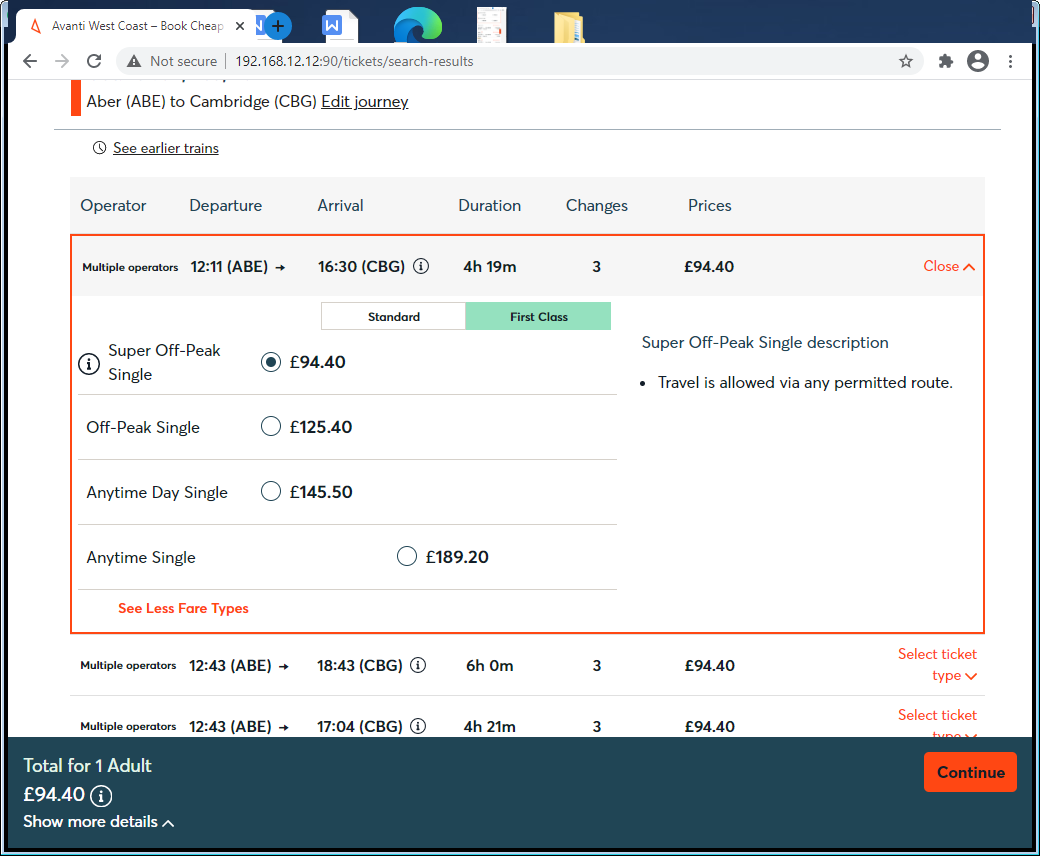 Avanti West Coast – Book Cheap
Not secure
192.168.12.12:90/tickets/search-results
Aber (ABE) to Cambridge (CBG) Edit journey
See earlier trains
Operator Departure Arrival Duration Changes Prices
Multiple operators 12:11 (ABE) → 16:30 (CBG) 4h 19m 3 £94.40 Close
Standard First Class
Super Off-Peak
Single
£94.40
Super Off-Peak Single description
• Travel is allowed via any permitted route.
Off-Peak Single £125.40
Anytime Day Single £145.50
Anytime Single £189.20
See Less Fare Types
Multiple operators 12:43 (ABE) → 18:43 (CBG) 6h 0m 3 £94.40 Select ticket
type
Multiple operators 12:43 (ABE) → 17:04 (CBG) 4h 21m 3 £94.40 Select ticket
type
Total for 1 Adult
£94.40
Show more details
Continue